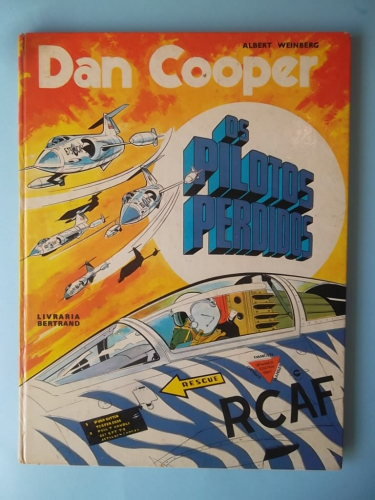 ALBERT WEINBERG
Dan Cooper
OS
PILOTOS
PERDIDOS
LIVRARIA
BERTRAND
RESCUE
RCAF